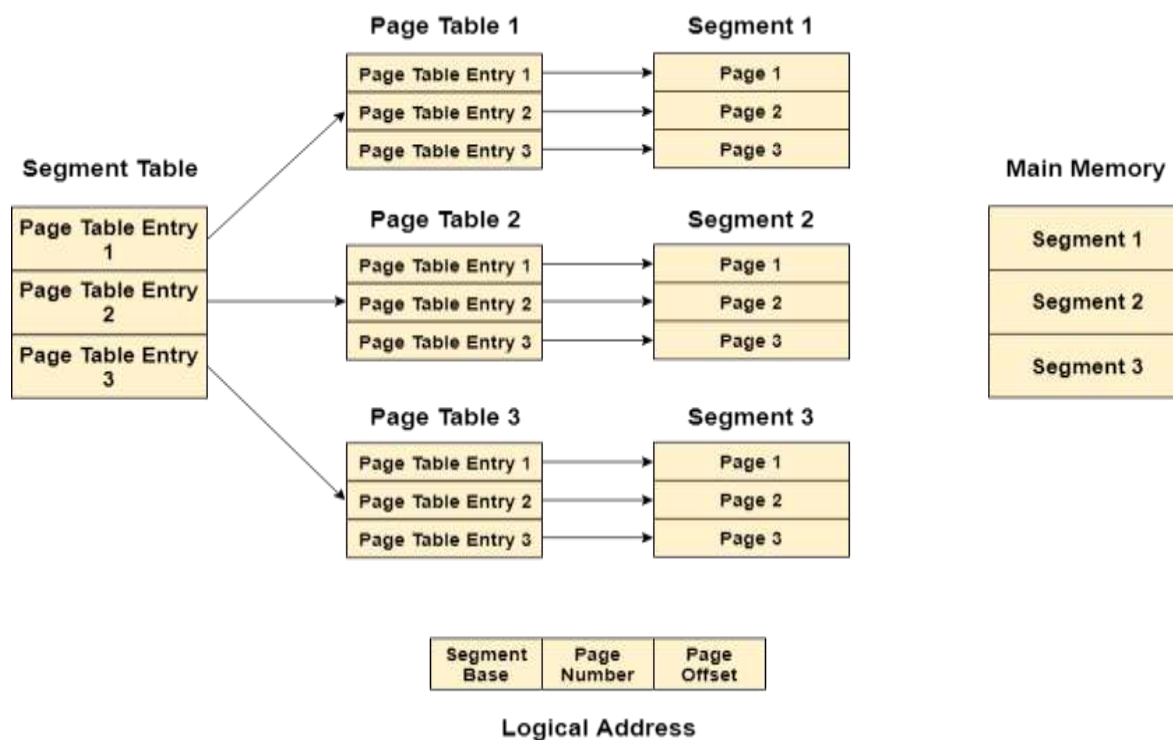 Page Table 1
Segment 1
Page Table Entry 1
Page 1
Page Table Entry 2
Page 2
Page Table Entry 3
Page 3
Segment Table
Page Table Entry
1
Page Table Entry
2
Page Table Entry
3
Page Table 2
Segment 2
Page Table Entry 1
Page 1
Page Table Entry 2
Page 2
Page Table Entry 3
Page 3
Main Memory
Segment 1
Segment 2
Segment 3
Page Table 3
Segment 3
Page Table Entry 1
Page 1
Page Table Entry 2
Page 2
Page Table Entry 3
Page 3
Segment
Base
Page
Number
Page
Offset
Logical Address